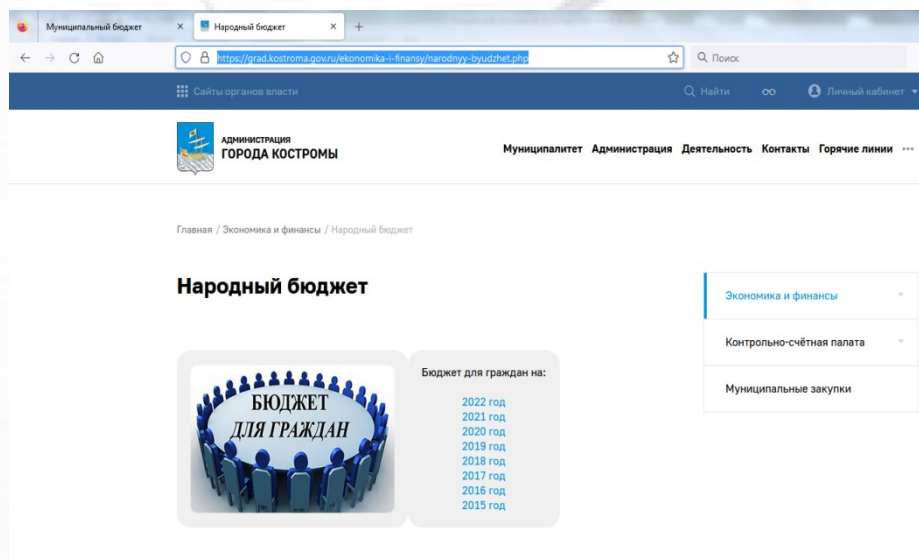 Муниципальный бюджет
Народный бюджет
https://grad.kostroma.gov.ru/ekonomika-i-finansy/narodnyy-byudzhet.php
Поиск
Сайты органов власти
Найти
Личный кабинет
АДМИНИСТРАЦИЯ
ГОРОДА КОСТРОМЫ
Муниципалитет Администрация Деятельность Контакты Горячие линии ...
Главная / Экономика и финансы / Народный бюджет
Народный бюджет
Экономика и финансы
Контрольно-счётная палата
Муниципальные закупки
БЮДЖЕТ
ДЛЯ ГРАЖДАН
Бюджет для граждан на:
2022 год
2021 год
2020 год
2019 год
2018 год
2017 год
2016 год
2015 год